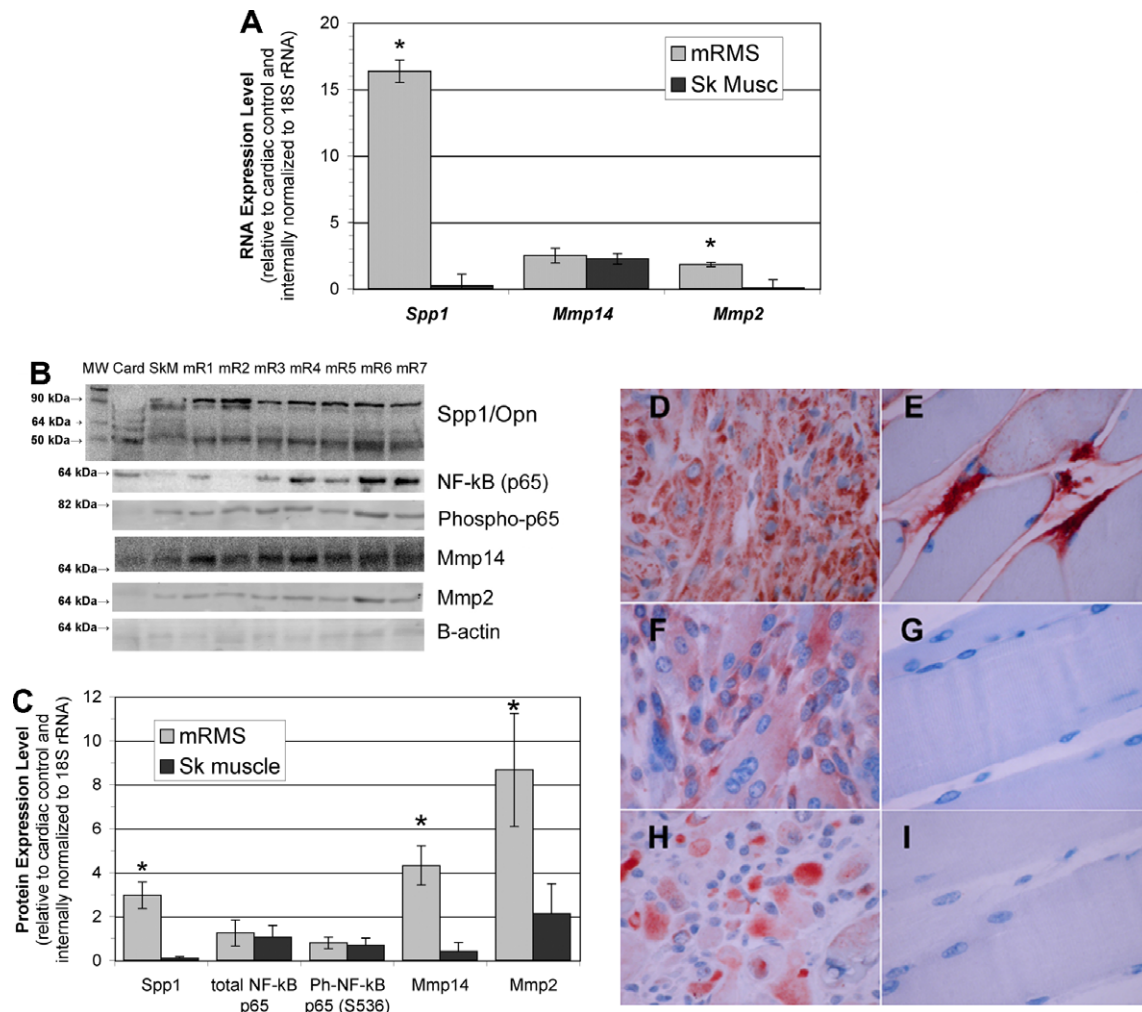 A
RNA Expression Level
(relative to cardiac control and
internally normalized to 18S rRNA)
20
15
10
5
0
*
*
mRMS
Sk Musc
Spp1 Mmp14 Mmp2
B
MW Card SkM mR1 mR2 mR3 mR4 mR5 mR6 mR7
90 kDa→
64 kDa→
50 kDa→
Spp1/Opn
64 kDa→
NF-kB (p65)
82 kDa→
Phospho-p65
Mmp14
64 kDa→
64 kDa→
Mmp2
64 kDa→
B-actin
C
Protein Expression Level
(relative to cardiac control and
internally normalized to 18S rRNA)
12
10
8
6
4
2
0
mRMS
Sk muscle
*
*
*
Spp1 total NF-kB Ph-NF-kB Mmp14 Mmp2
p65 p65 (S536)
D E
F G
H I